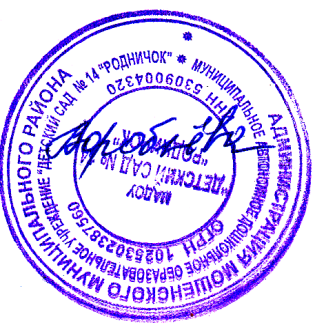 АДМИНИСТРАЦИЯ МОШЕНСКОГО МУНИЦИПАЛЬНОГО РАЙОНА
МУНИЦИПАЛЬНОЕ АВТОНОМНОЕ ДОШКОЛЬНОЕ ОБРАЗОВАТЕЛЬНОЕ УЧРЕЖДЕНИЕ "ДЕТСКИЙ САД № 14 "РОДНИЧОК"
ОГРН 1025302387560
ИНН 5309004320
МАДОУ
"ДЕТСКИЙ САД №
"РОДНИЧОК"